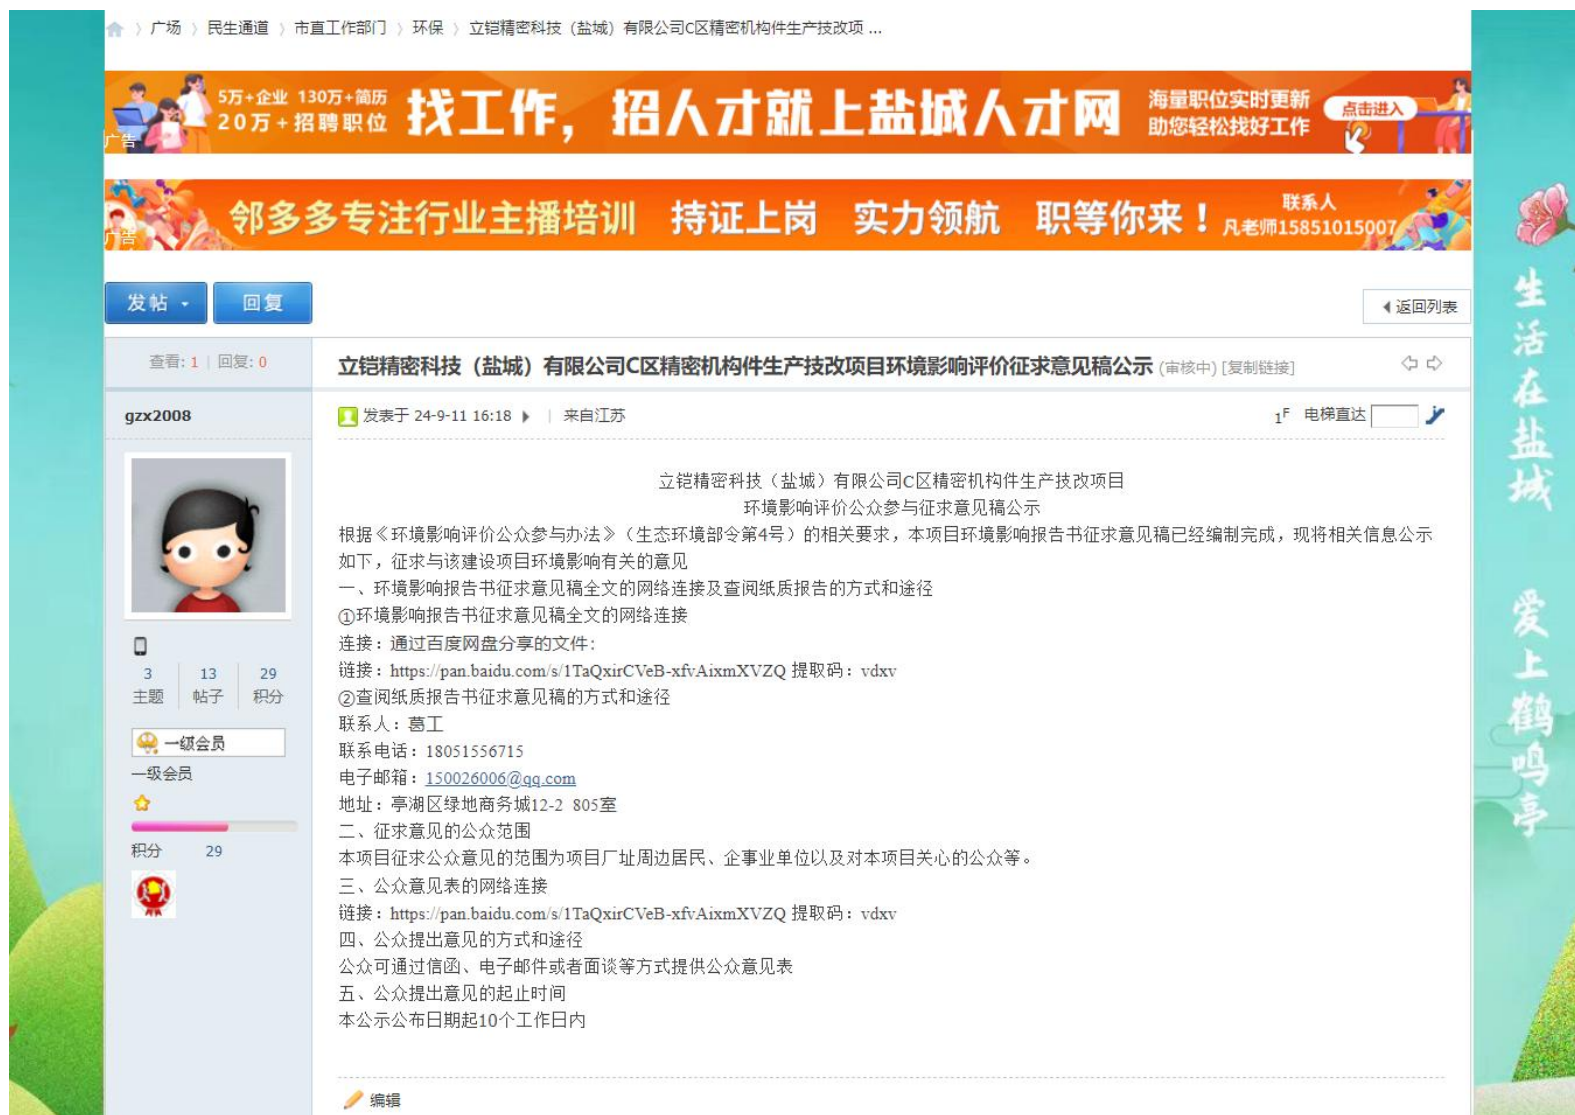 广场 〉 民生通道 〉 市直工作部门 〉 环保 〉 立铠精密科技（盐城）有限公司C区精密机构件生产技改项 ...
5万+企业 130万+简历
20万+招聘职位
找工作，招人才就上盐城人才网
海量职位实时更新
助您轻松找好工作
点击进入
广告
邻多多专注行业主播培训 持证上岗 实力领航 职等你来！
联系人
凡老师15851015007
广告
发帖 回复
返回列表
查看: 1 | 回复: 0
立铠精密科技（盐城）有限公司C区精密机构件生产技改项目环境影响评价征求意见稿公示 (审核中) [复制链接]
gzx2008
发表于 24-9-11 16:18 | 来自江苏
1F 电梯直达
立铠精密科技（盐城）有限公司C区精密机构件生产技改项目
环境影响评价公众参与征求意见稿公示
根据《环境影响评价公众参与办法》（生态环境部令第4号）的相关要求，本项目环境影响报告书征求意见稿已经编制完成，现将相关信息公示
如下，征求与该建设项目环境影响有关的意见
一、环境影响报告书征求意见稿全文的网络连接及查阅纸质报告的方式和途径
①环境影响报告书征求意见稿全文的网络连接
连接：通过百度网盘分享的文件：
链接：https://pan.baidu.com/s/1TaQxirCVeB-xfvAixmXVZQ 提取码：vdxv
②查阅纸质报告书征求意见稿的方式和途径
联系人：葛工
联系电话：18051556715
电子邮箱：150026006@qq.com
地址：亭湖区绿地商务城12-2 805室
二、征求意见的公众范围
本项目征求公众意见的范围为项目厂址周边居民、企事业单位以及对本项目关心的公众等。
三、公众意见表的网络连接
链接：https://pan.baidu.com/s/1TaQxirCVeB-xfvAixmXVZQ 提取码：vdxv
四、公众提出意见的方式和途径
公众可通过信函、电子邮件或者面谈等方式提供公众意见表
五、公众提出意见的起止时间
本公示公布日期起10个工作日内
3 13 29
主题 帖子 积分
一级会员
一级会员
积分 29
编辑
生活在盐城 爱上鹤鸣亭